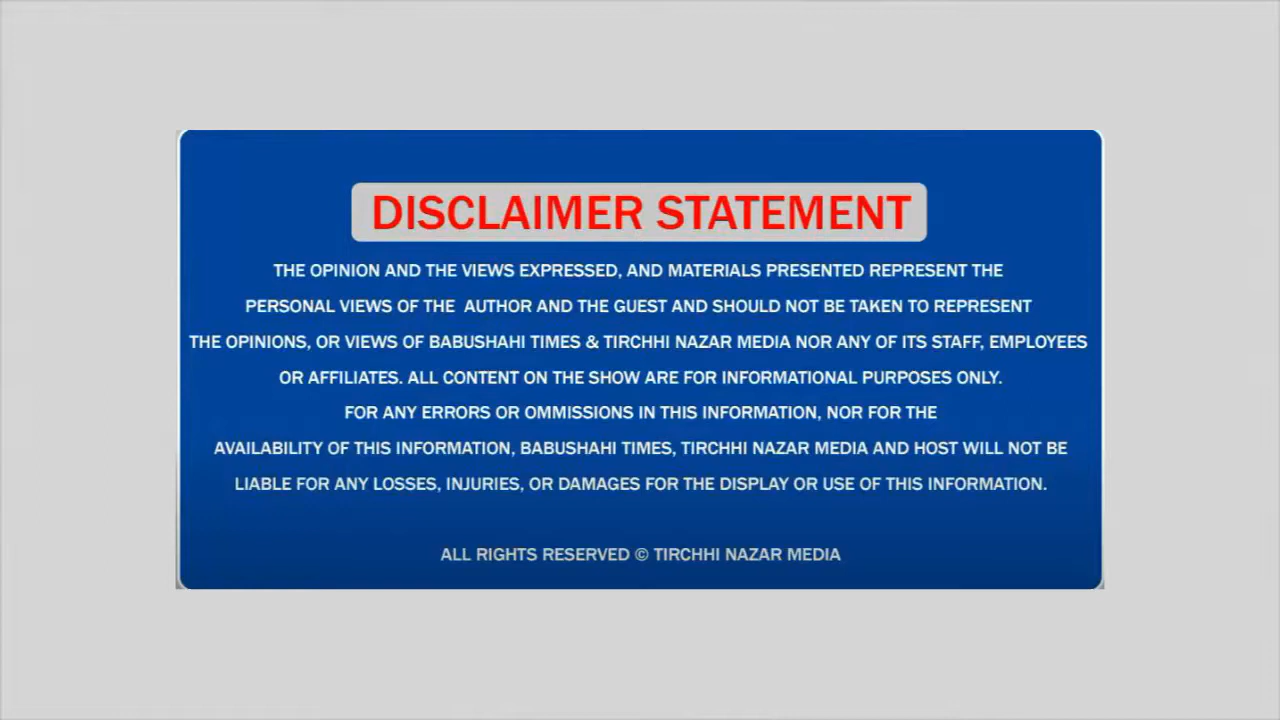 DISCLAIMER STATEMENT
THE OPINION AND THE VIEWS EXPRESSED, AND MATERIALS PRESENTED REPRESENT THE
PERSONAL VIEWS OF THE AUTHOR AND THE GUEST AND SHOULD NOT BE TAKEN TO REPRESENT
THE OPINIONS, OR VIEWS OF BABUSHAHI TIMES & TIRCHHI NAZAR MEDIA NOR ANY OF ITS STAFF, EMPLOYEES
OR AFFILIATES. ALL CONTENT ON THE SHOW ARE FOR INFORMATIONAL PURPOSES ONLY.
FOR ANY ERRORS OR OMMISSIONS IN THIS INFORMATION, NOR FOR THE
AVAILABILITY OF THIS INFORMATION, BABUSHAHI TIMES, TIRCHHI NAZAR MEDIA AND HOST WILL NOT BE
LIABLE FOR ANY LOSSES, INJURIES, OR DAMAGES FOR THE DISPLAY OR USE OF THIS INFORMATION.
ALL RIGHTS RESERVED © TIRCHHI NAZAR MEDIA